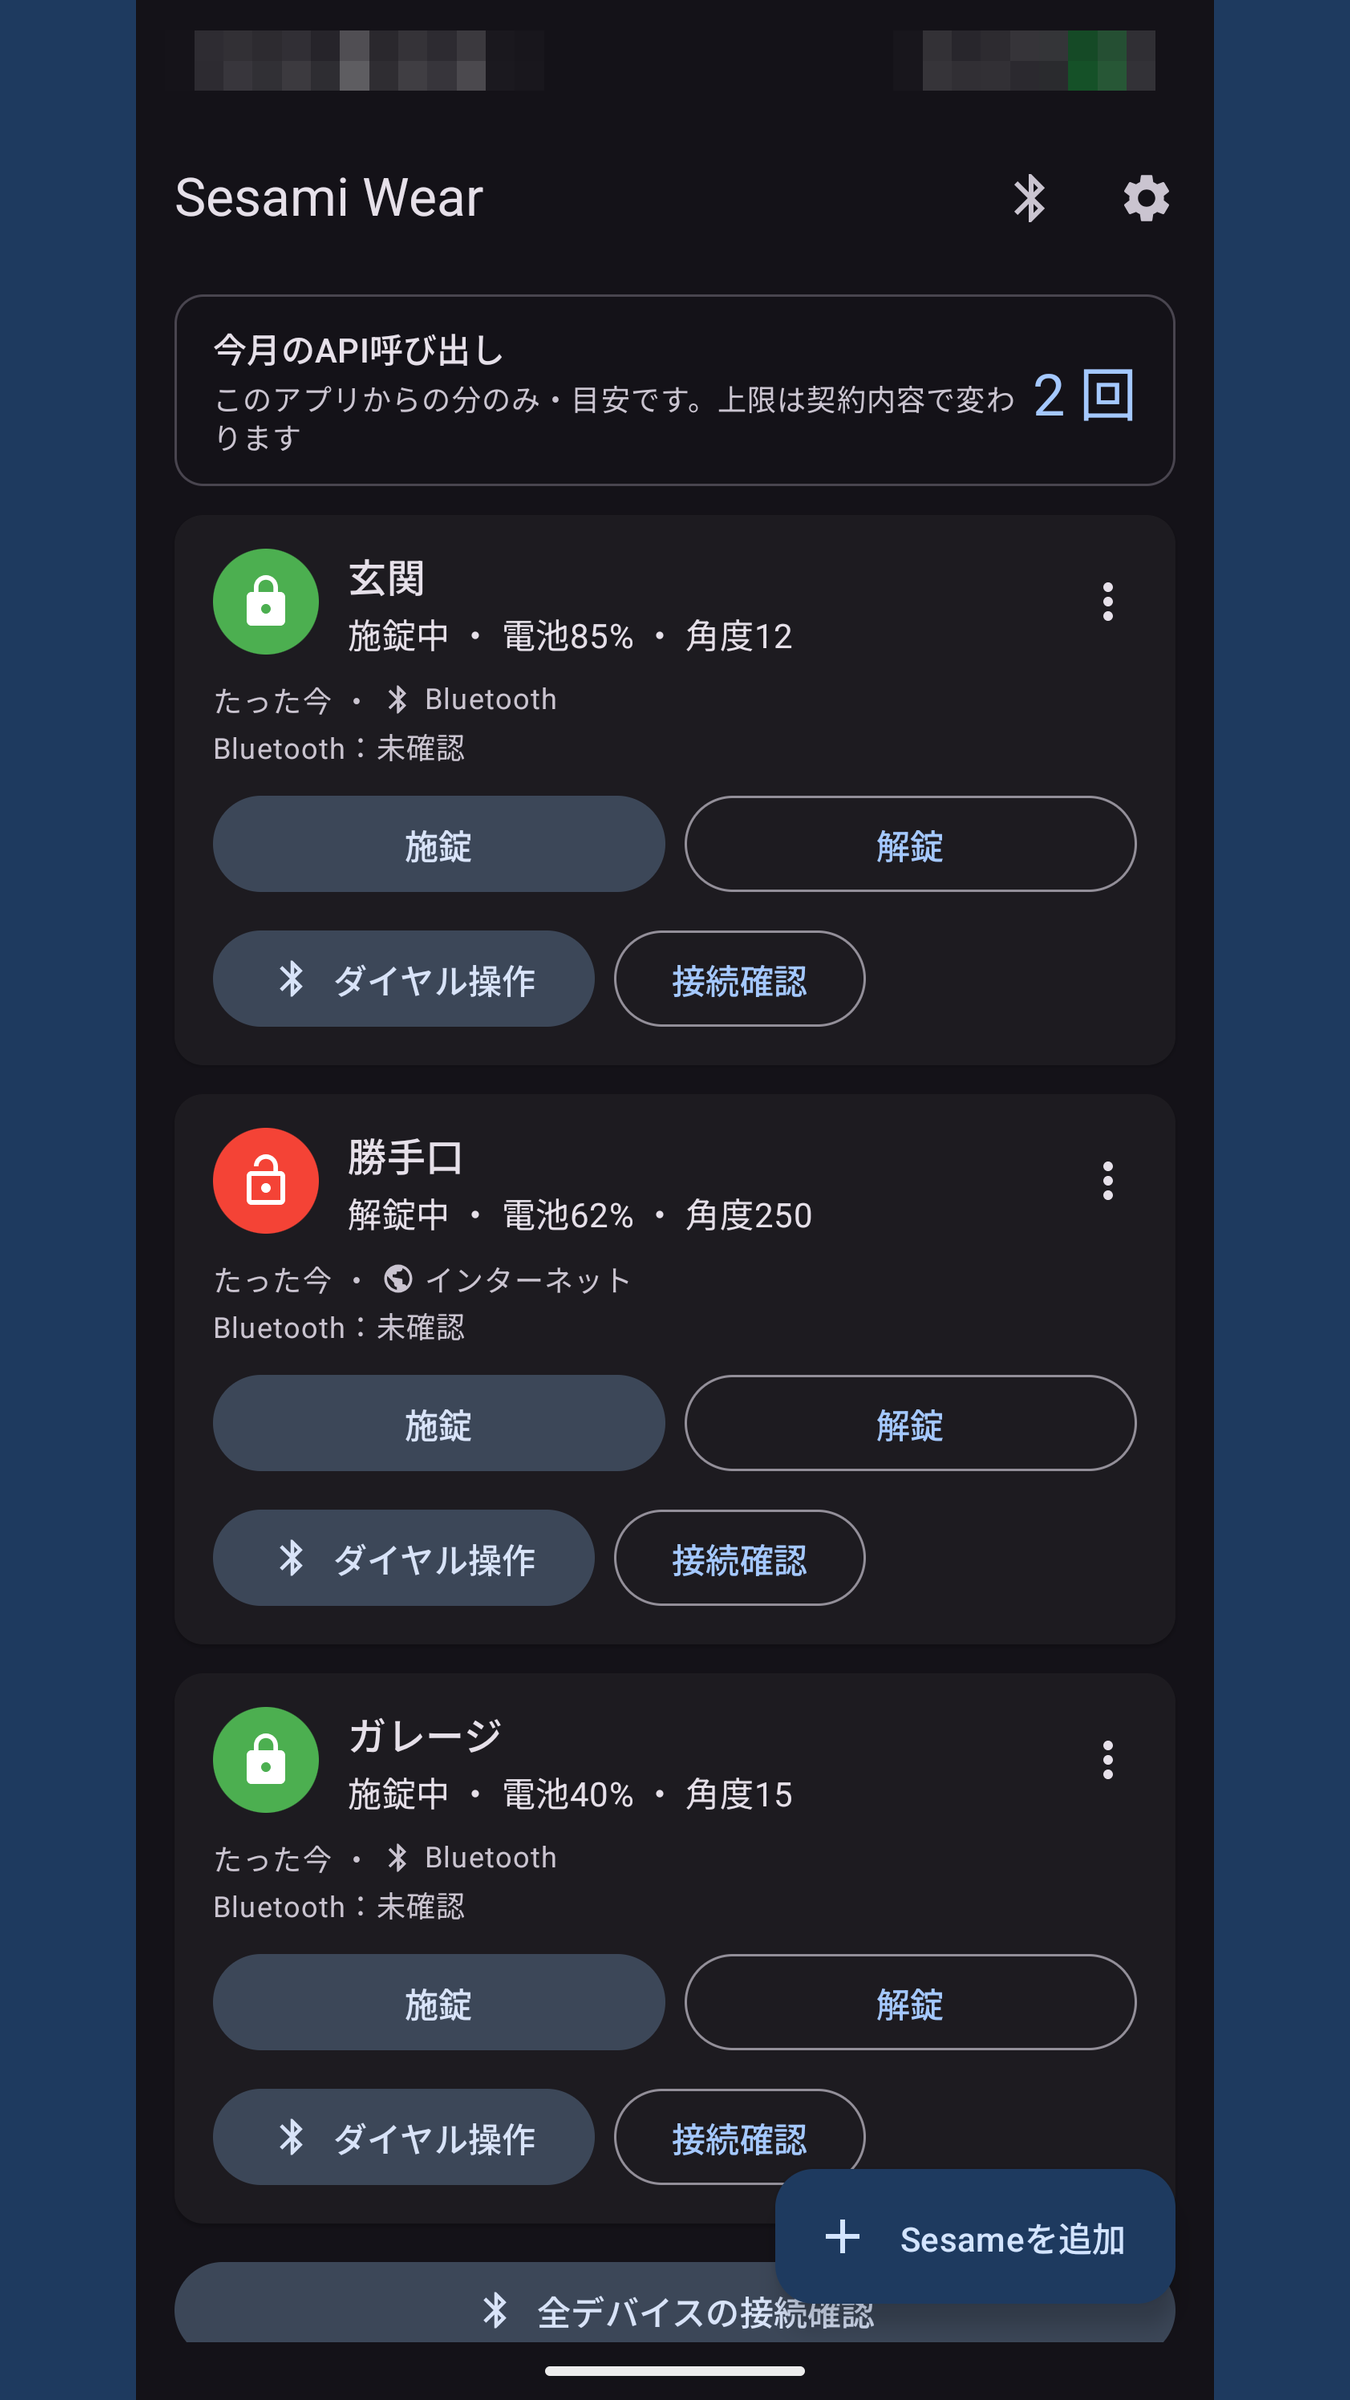 Sesami Wear
今月のAPI呼び出し
このアプリからの分のみ・目安です。上限は契約内容で変わ
ります
2 回
玄関
施錠中 ・ 電池85% ・ 角度12
たった今 ・ Bluetooth
Bluetooth：未確認
施錠 解錠
ダイヤル操作 接続確認
勝手口
解錠中 ・ 電池62% ・ 角度250
たった今 ・ インターネット
Bluetooth：未確認
施錠 解錠
ダイヤル操作 接続確認
ガレージ
施錠中 ・ 電池40% ・ 角度15
たった今 ・ Bluetooth
Bluetooth：未確認
施錠 解錠
ダイヤル操作 接続確認
Sesameを追加
全デバイスの接続確認